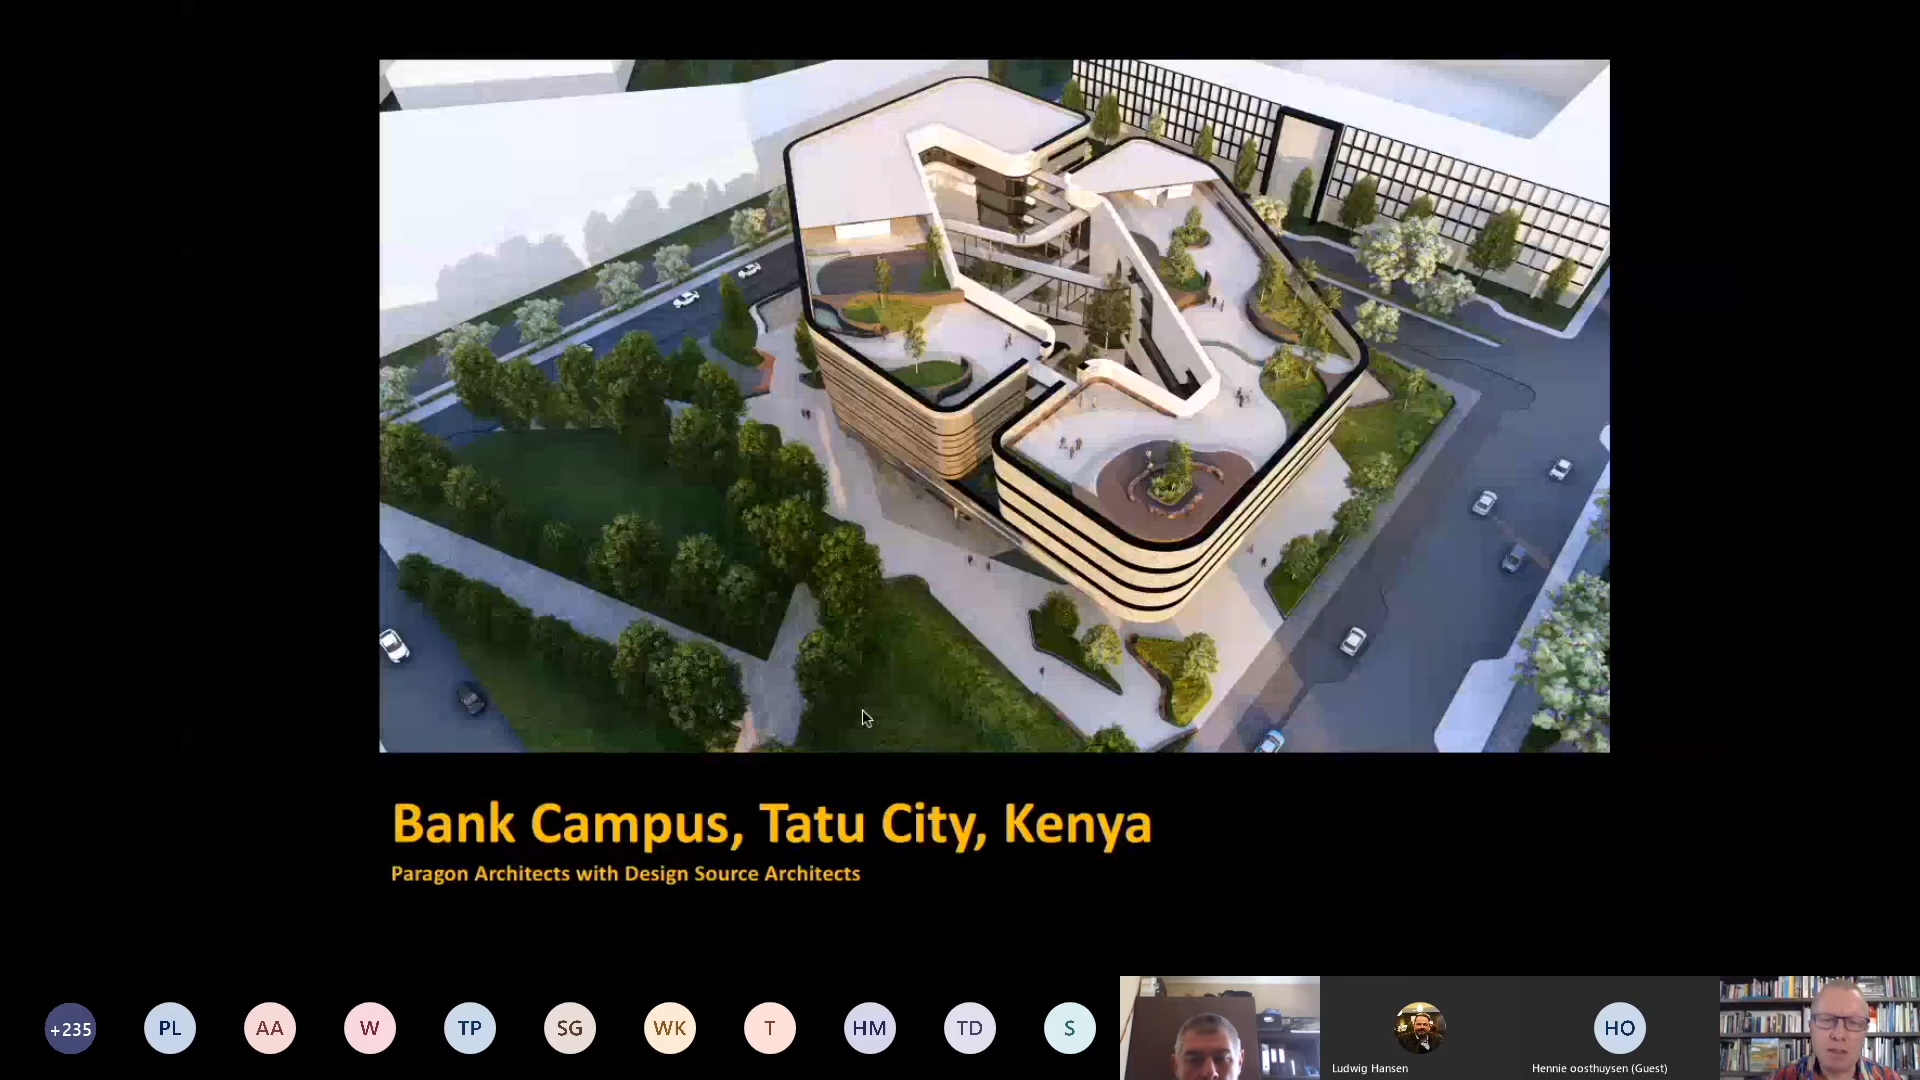 Bank Campus, Tatu City, Kenya
Paragon Architects with Design Source Architects
+235
PL
AA
W
TP
SG
WK
T
HM
TD
S
Ludwig Hansen
HO
Hennie oosthuysen (Guest)